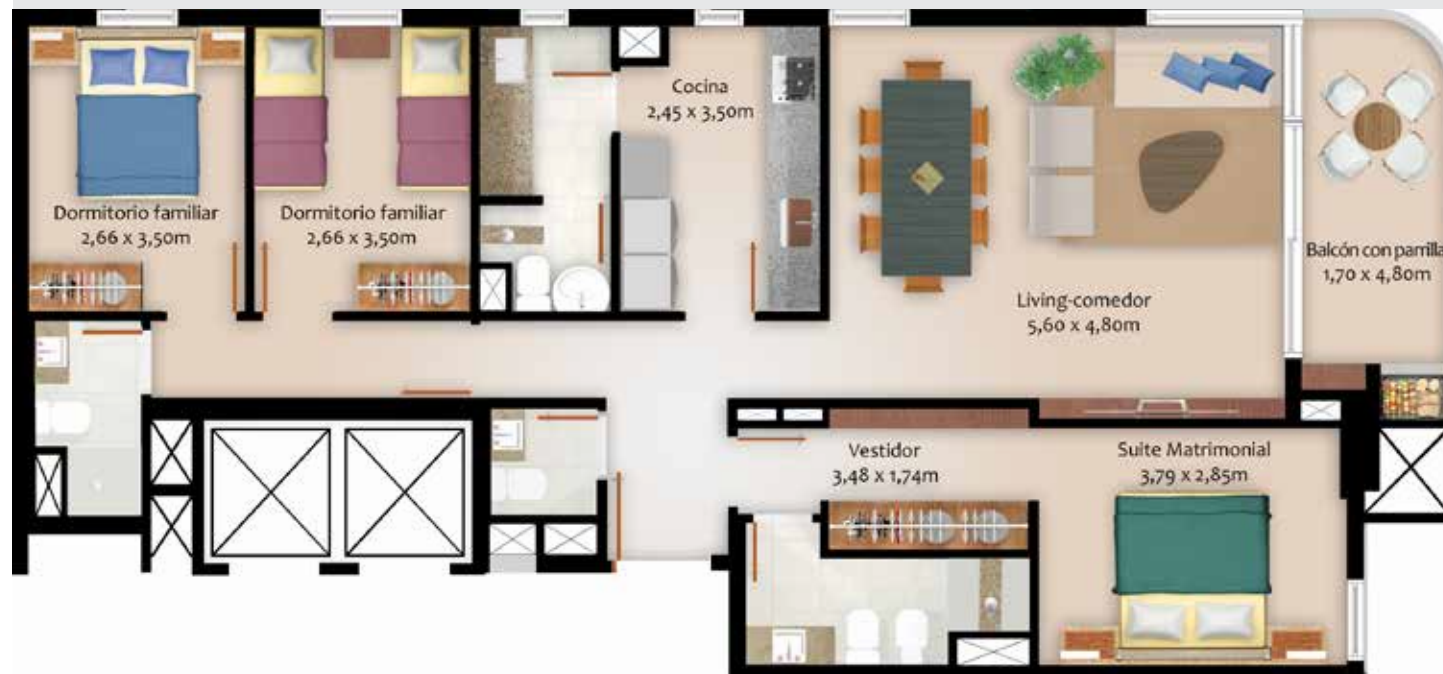 Cocina
2,45 x 3,50m
Dormitorio familiar
2,66 x 3,50m
Dormitorio familiar
2,66 x 3,50m
Balcón con parrilla
1,70 x 4,80m
Living-comedor
5,60 x 4,80m
Vestidor
3,48 x 1,74m
Suite Matrimonial
3,79 x 2,85m